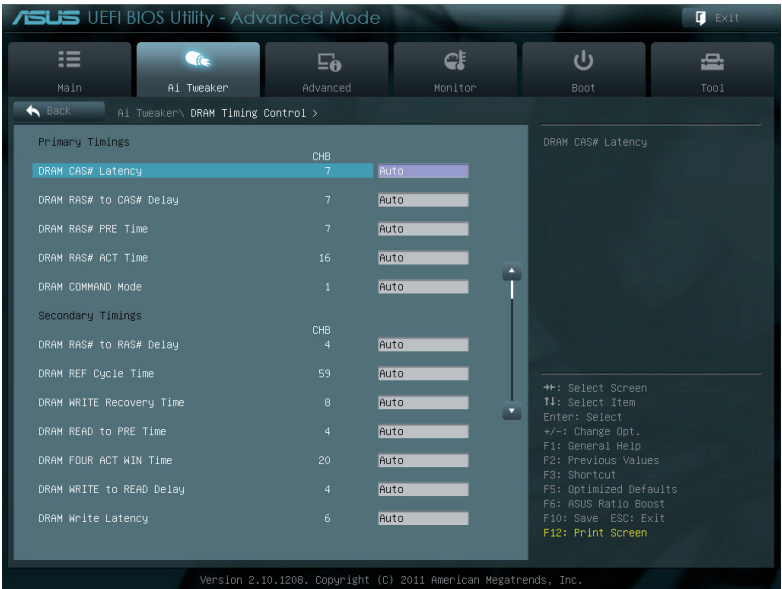 ASUS UEFI BIOS Utility - Advanced Mode
Exit
Main
Ai Tweaker
Advanced
Monitor
Boot
Tool
Back
Ai Tweaker\ DRAM Timing Control >
Primary Timings
CHB
DRAM CAS# Latency 7 Auto
DRAM RAS# to CAS# Delay 7 Auto
DRAM RAS# PRE Time 7 Auto
DRAM RAS# ACT Time 16 Auto
DRAM COMMAND Mode 1 Auto
Secondary Timings
CHB
DRAM RAS# to RAS# Delay 4 Auto
DRAM REF Cycle Time 59 Auto
DRAM WRITE Recovery Time 8 Auto
DRAM READ to PRE Time 4 Auto
DRAM FOUR ACT WIN Time 20 Auto
DRAM WRITE to READ Delay 4 Auto
DRAM Write Latency 6 Auto
DRAM CAS# Latency
→←: Select Screen
↑↓: Select Item
Enter: Select
+/-: Change Opt.
F1: General Help
F2: Previous Values
F3: Shortcut
F5: Optimized Defaults
F6: ASUS Ratio Boost
F10: Save ESC: Exit
F12: Print Screen
Version 2.10.1208. Copyright (C) 2011 American Megatrends, Inc.